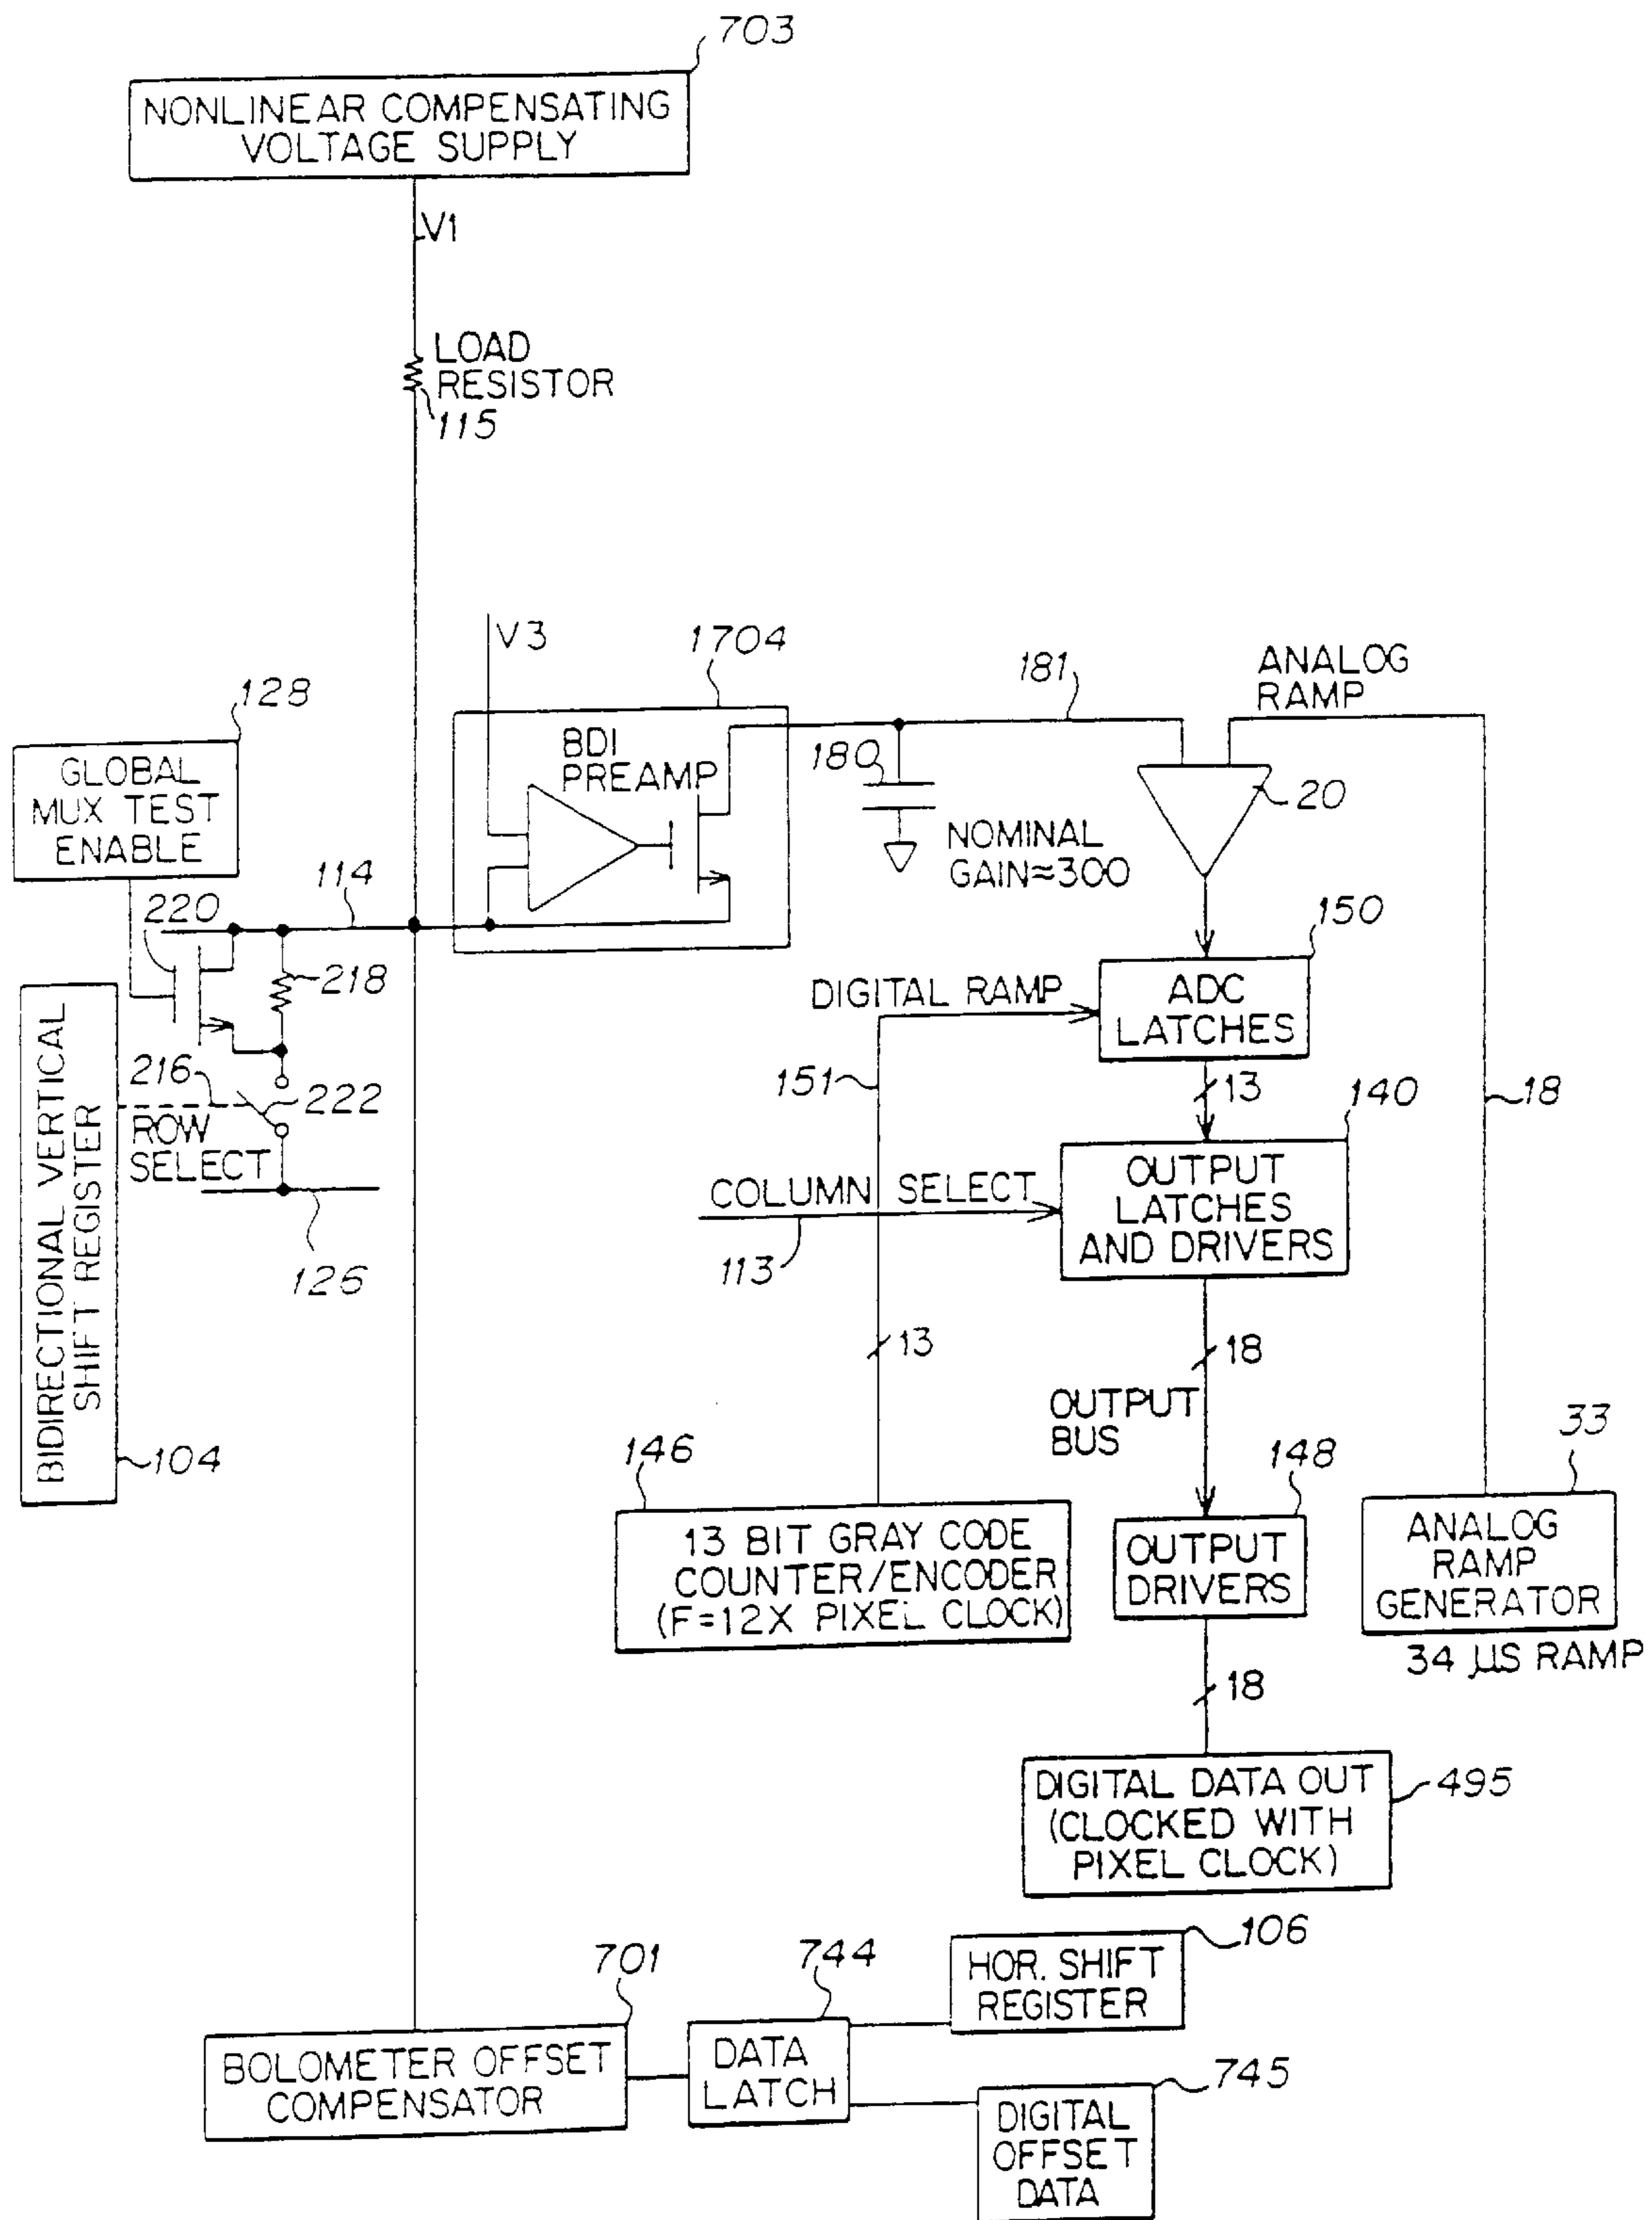 703
NONLINEAR COMPENSATING
VOLTAGE SUPPLY
V1
LOAD
RESISTOR
115
V3
1704
181
ANALOG
RAMP
128
GLOBAL
MUX TEST
ENABLE
BDI
PREAMP
180
20
NOMINAL
GAIN≈300
114
220
218
150
DIGITAL RAMP
ADC
LATCHES
BIDIRECTIONAL VERTICAL
SHIFT REGISTER
104
216
222
ROW
SELECT
126
151
13
18
140
COLUMN SELECT
113
OUTPUT
LATCHES
AND DRIVERS
13
18
OUTPUT
BUS
146
13 BIT GRAY CODE
COUNTER/ENCODER
(F=12X PIXEL CLOCK)
148
OUTPUT
DRIVERS
33
ANALOG
RAMP
GENERATOR
34 µS RAMP
18
DIGITAL DATA OUT
(CLOCKED WITH
PIXEL CLOCK)
495
701
BOLOMETER OFFSET
COMPENSATOR
744
DATA
LATCH
106
HOR. SHIFT
REGISTER
745
DIGITAL
OFFSET
DATA